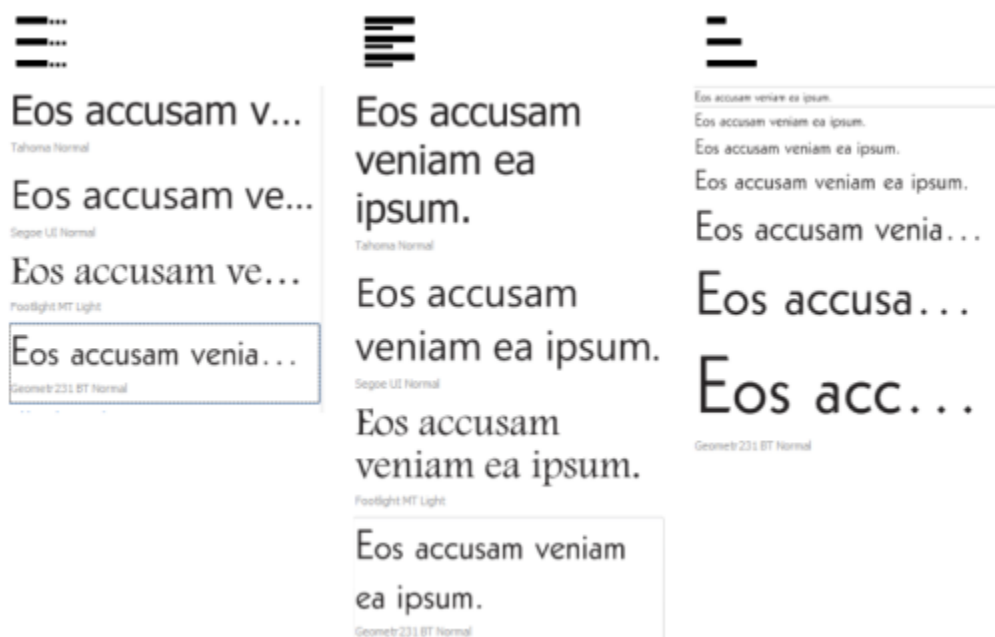 Eos accusam v...
Tahoma Normal
Eos accusam ve...
Segoe UI Normal
Eos accusam ve...
Footlight MT Light
Eos accusam venia...
Geometr231 BT Normal
Eos accusam
veniam ea
ipsum.
Tahoma Normal
Eos accusam
veniam ea ipsum.
Segoe UI Normal
Eos accusam
veniam ea ipsum.
Footlight MT Light
Eos accusam veniam
ea ipsum.
Geometr231 BT Normal
Eos accusam veniam ea ipsum.
Eos accusam veniam ea ipsum.
Eos accusam veniam ea ipsum.
Eos accusam veniam ea ipsum.
Eos accusam venia...
Eos accusa...
Eos acc...
Geometr231 BT Normal